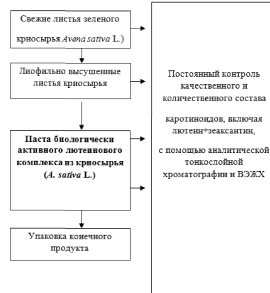 Свежие листья зеленого
криосырья Avena sativa L.)
Лиофильно высушенные
листья криосырья
Паста биологически
активного лютеинового
комплекса из криосырья
(A. sativa L.)
Упаковка конечного
продукта
Постоянный контроль
качественного и
количественного состава
каротиноидов, включая
лютеин+зеаксантин,
с помощью аналитической
тонкослойной
хроматографии и ВЭЖХ